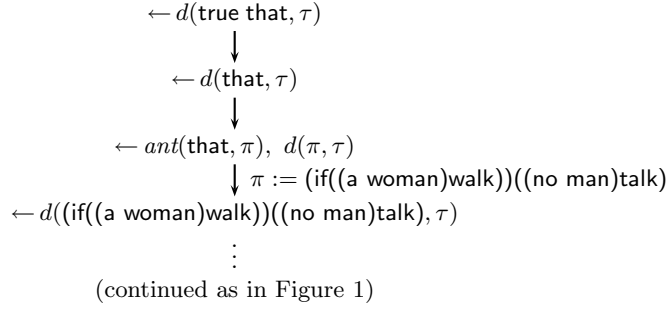 ← d(true that, τ)
← d(that, τ)
← ant(that, π), d(π, τ)
π := (if((a woman)walk))((no man)talk)
← d((if((a woman)walk))((no man)talk), τ)
⋮
(continued as in Figure 1)